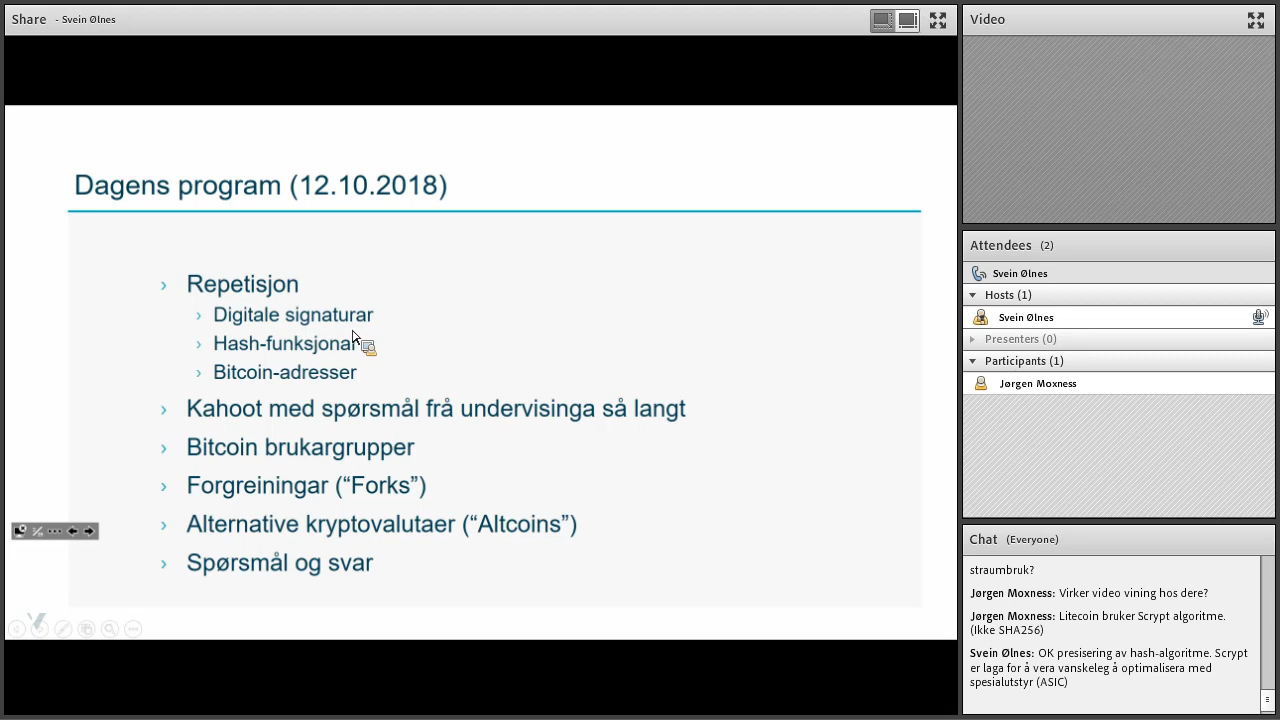 Share - Svein Ølnes
Dagens program (12.10.2018)
Repetisjon
Digitale signaturar
Hash-funksjonar
Bitcoin-adresser
Kahoot med spørsmål frå undervisinga så langt
Bitcoin brukargrupper
Forgreiningar (“Forks”)
Alternative kryptovalutaer (“Altcoins”)
Spørsmål og svar
Video
Attendees (2)
Svein Ølnes
Hosts (1)
Svein Ølnes
Presenters (0)
Participants (1)
Jørgen Moxness
Chat (Everyone)
straumbruk?
Jørgen Moxness: Virker video vining hos dere?
Jørgen Moxness: Litecoin bruker Scrypt algoritme.
(Ikke SHA256)
Svein Ølnes: OK presisering av hash-algoritme. Scrypt
er laga for å vera vanskeleg å optimalisera med
spesialutstyr (ASIC)